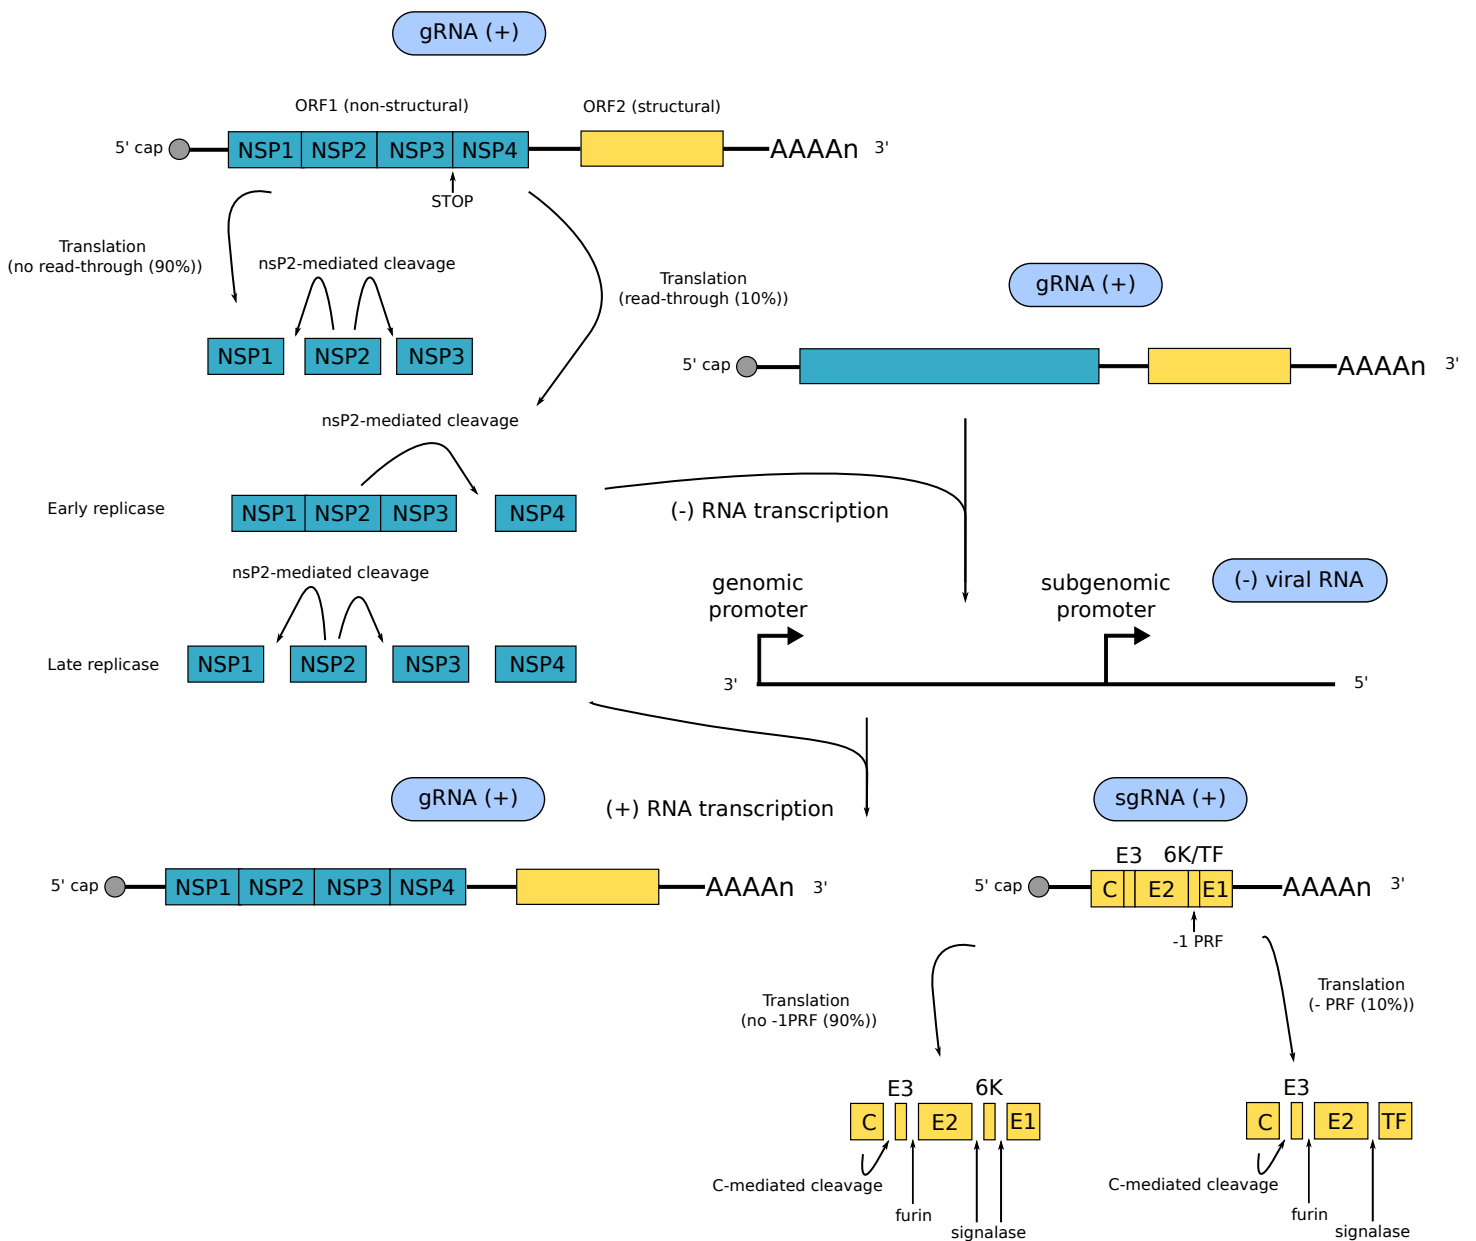 gRNA (+)
ORF1 (non-structural)
ORF2 (structural)
5' cap
NSP1
NSP2
NSP3
NSP4
AAAAn
3'
STOP
Translation
(no read-through (90%))
nsP2-mediated cleavage
Translation
(read-through (10%))
NSP1
NSP2
NSP3
gRNA (+)
5' cap
AAAAn
3'
nsP2-mediated cleavage
Early replicase
NSP1
NSP2
NSP3
NSP4
(-) RNA transcription
nsP2-mediated cleavage
Late replicase
NSP1
NSP2
NSP3
NSP4
genomic
promoter
subgenomic
promoter
(-) viral RNA
3'
5'
gRNA (+)
(+) RNA transcription
5' cap
NSP1
NSP2
NSP3
NSP4
AAAAn
3'
sgRNA (+)
E3
6K/TF
5' cap
C
E2
E1
AAAAn
3'
-1 PRF
Translation
(no -1PRF (90%))
Translation
(- PRF (10%))
E3
6K
C
E2
E1
C-mediated cleavage
furin
signalase
E3
C
E2
TF
C-mediated cleavage
furin
signalase